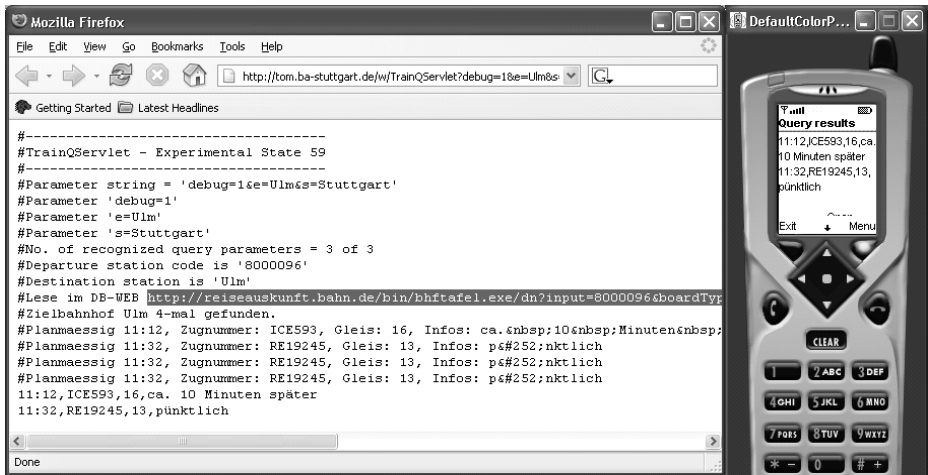 Mozilla Firefox
File Edit View Go Bookmarks Tools Help
http://tom.ba-stuttgart.de/w/TrainQServlet?debug=1&e=Ulm&s
G
Getting Started Latest Headlines
#-------------------------------------
#TrainQServlet - Experimental State 59
#-------------------------------------
#Parameter string = 'debug=1&e=Ulm&s=Stuttgart'
#Parameter 'debug=1'
#Parameter 'e=Ulm'
#Parameter 's=Stuttgart'
#No. of recognized query parameters = 3 of 3
#Departure station code is '8000096'
#Destination station is 'Ulm'
#Lese im DB-WEB http://reiseauskunft.bahn.de/bin/bhftafel.exe/dn?input=8000096&boardTyp
#Zielbahnhof Ulm 4-mal gefunden.
#Planmaessig 11:12, Zugnummer: ICE593, Gleis: 16, Infos: ca.&nbsp;10&nbsp;Minuten&nbsp;
#Planmaessig 11:32, Zugnummer: RE19245, Gleis: 13, Infos: p&#252;nktlich
#Planmaessig 11:32, Zugnummer: RE19245, Gleis: 13, Infos: p&#252;nktlich
#Planmaessig 11:32, Zugnummer: RE19245, Gleis: 13, Infos: p&#252;nktlich
11:12,ICE593,16,ca. 10 Minuten später
11:32,RE19245,13,pünktlich
Done
DefaultColorP...
Query results
11:12,ICE593,16,ca.
10 Minuten später
11:32,RE19245,13,
pünktlich
Exit Menu
CLEAR
1 2 ABC 3 DEF
4 GHI 5 JKL 6 MNO
7 PQRS 8 TUV 9 WXYZ
* - 0 # +